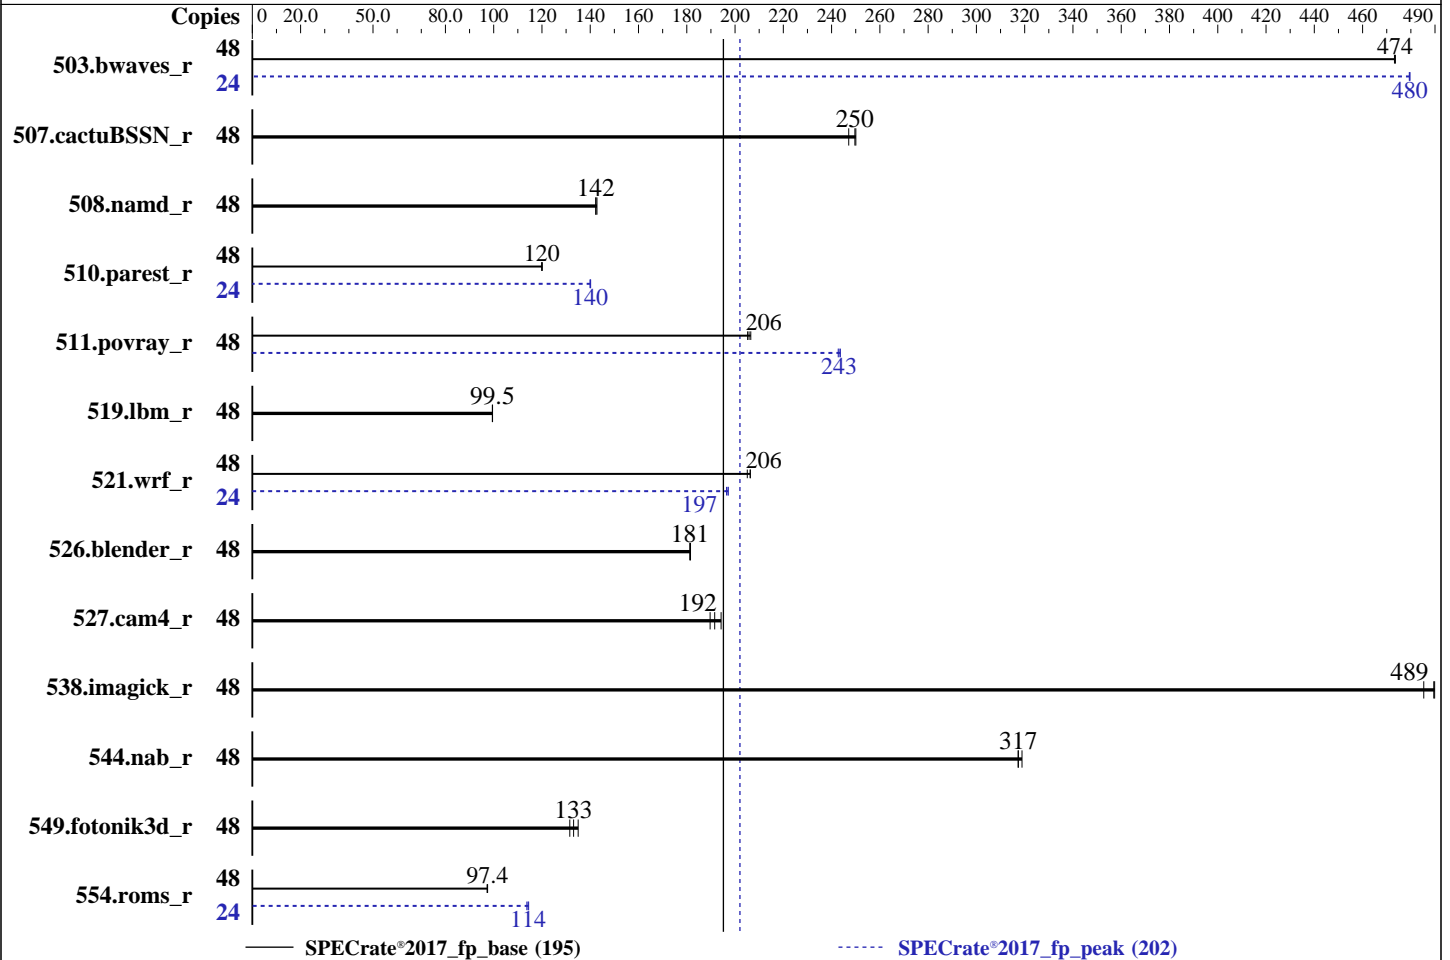 Copies 0 20.0 50.0 80.0 100 120 140 160 180 200 220 240 260 280 300 320 340 360 380 400 420 440 460 490
503.bwaves_r 48 474
24 480
507.cactuBSSN_r 48 250
508.namd_r 48 142
510.parest_r 48 120
24 140
511.povray_r 48 206
243
519.lbm_r 48 99.5
521.wrf_r 48 206
24 197
526.blender_r 48 181
527.cam4_r 48 192
538.imagick_r 48 489
544.nab_r 48 317
549.fotonik3d_r 48 133
554.roms_r 48 97.4
24 114
SPECrate®2017_fp_base (195) SPECrate®2017_fp_peak (202)